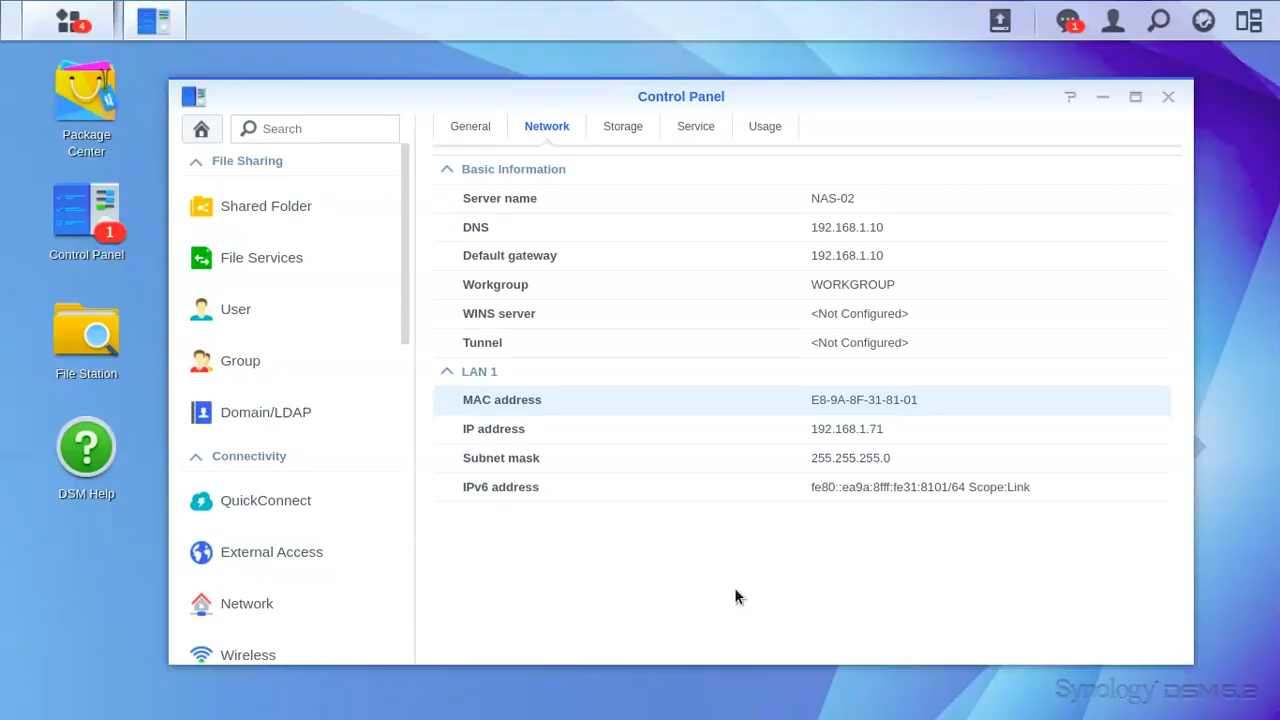 4
1
Package
Center
1
Control Panel
File Station
?
DSM Help
Control Panel
?
Search
File Sharing
Shared Folder
File Services
User
Group
Domain/LDAP
Connectivity
QuickConnect
External Access
Network
Wireless
General Network Storage Service Usage
Basic Information
Server name NAS-02
DNS 192.168.1.10
Default gateway 192.168.1.10
Workgroup WORKGROUP
WINS server <Not Configured>
Tunnel <Not Configured>
LAN 1
MAC address E8-9A-8F-31-81-01
IP address 192.168.1.71
Subnet mask 255.255.255.0
IPv6 address fe80::ea9a:8fff:fe31:8101/64 Scope:Link
Synology DSM 5.2